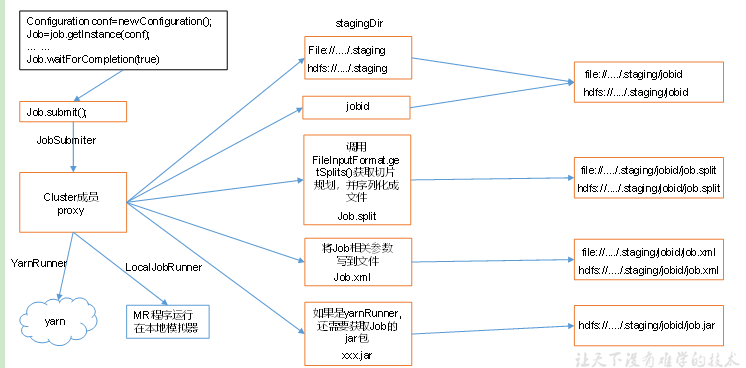 Configuration conf=newConfiguration();
Job=job.getInstance(conf);
... ...
Job.waitForCompletion(true)
Job.submit();
JobSubmiter
Cluster成员
proxy
YarnRunner
LocalJobRunner
yarn
MR程序运行
在本地模拟器
stagingDir
File://..../.staging
hdfs://..../.staging
jobid
调用
FileInputFormat.ge
tSplits()获取切片
规划，并序列化成
文件
Job.split
将Job相关参数
写到文件
Job.xml
如果是yarnRunner，
还需要获取Job的
jar包
xxx.jar
file://..../.staging/jobid
hdfs://..../.staging/jobid
file://..../.staging/jobid/job.split
hdfs://..../.staging/jobid/job.split
file://..../.staging/jobid/job.xml
hdfs://..../.staging/jobid/job.xml
hdfs://..../.staging/jobid/job.jar
让天下没有难学的技术